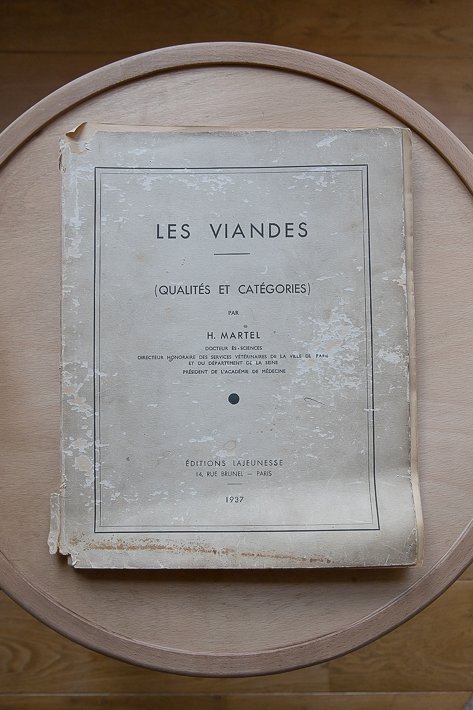 LES VIANDES
(QUALITÉS ET CATÉGORIES)
PAR
H. MARTEL
DOCTEUR ÈS-SCIENCES
DIRECTEUR HONORAIRE DES SERVICES VÉTÉRINAIRES DE LA VILLE DE PARIS
ET DU DÉPARTEMENT DE LA SEINE
PRÉSIDENT DE L'ACADÉMIE DE MÉDECINE
ÉDITIONS LAJEUNESSE
14, RUE BRUNEL — PARIS
1937